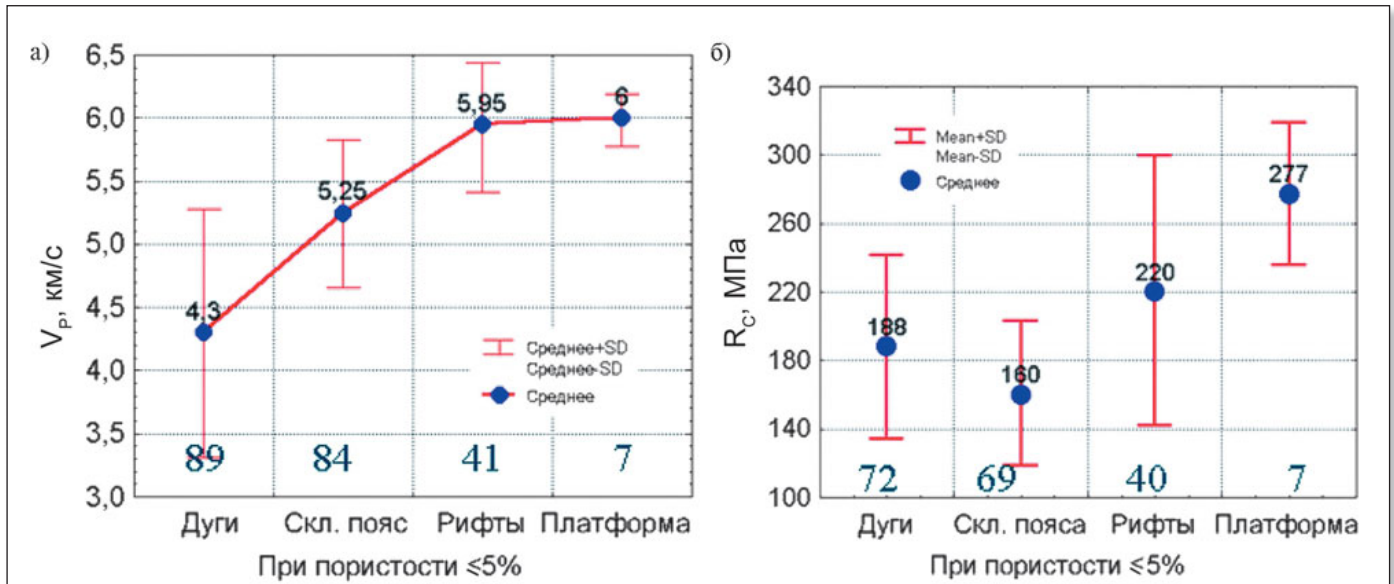 а)
6,5
6,0
5,5
5,0
4,5
4,0
3,5
3,0
VP, км/с
4,3
5,25
5,95
6
Среднее+SD
Среднее-SD
Среднее
89 84 41 7
Дуги Скл. пояс Рифты Платформа
При пористости ≤5%
б)
340
300
260
220
180
140
100
RC, МПа
Mean+SD
Mean-SD
Среднее
188
160
220
277
72 69 40 7
Дуги Скл. пояса Рифты Платформа
При пористости ≤5%